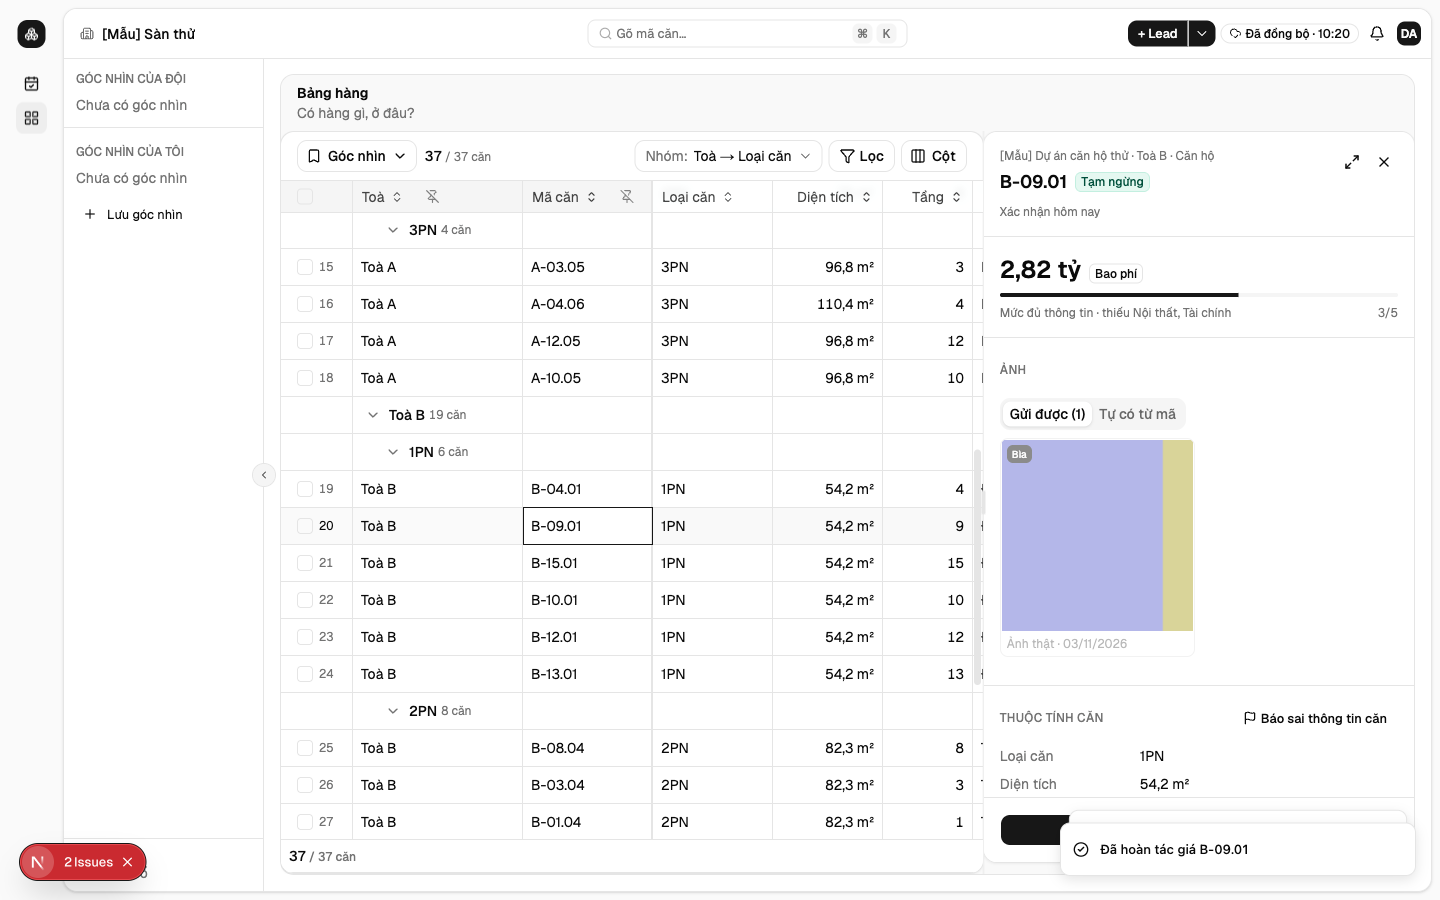 [Mẫu] Sàn thử
Gõ mã căn...
⌘ K
+ Lead
Đã đồng bộ · 10:20
DA
GÓC NHÌN CỦA ĐỘI
Chưa có góc nhìn
GÓC NHÌN CỦA TÔI
Chưa có góc nhìn
+ Lưu góc nhìn
Bảng hàng
Có hàng gì, ở đâu?
Góc nhìn
37 / 37 căn
Nhóm: Toà → Loại căn
Lọc
Cột
Toà Mã căn Loại căn Diện tích Tầng
3PN 4 căn
15 Toà A A-03.05 3PN 96,8 m² 3
16 Toà A A-04.06 3PN 110,4 m² 4
17 Toà A A-12.05 3PN 96,8 m² 12
18 Toà A A-10.05 3PN 96,8 m² 10
Toà B 19 căn
1PN 6 căn
19 Toà B B-04.01 1PN 54,2 m² 4
20 Toà B B-09.01 1PN 54,2 m² 9
21 Toà B B-15.01 1PN 54,2 m² 15
22 Toà B B-10.01 1PN 54,2 m² 10
23 Toà B B-12.01 1PN 54,2 m² 12
24 Toà B B-13.01 1PN 54,2 m² 13
2PN 8 căn
25 Toà B B-08.04 2PN 82,3 m² 8
26 Toà B B-03.04 2PN 82,3 m² 3
27 Toà B B-01.04 2PN 82,3 m² 1
37 / 37 căn
[Mẫu] Dự án căn hộ thử · Toà B · Căn hộ
B-09.01 Tạm ngừng
Xác nhận hôm nay
2,82 tỷ Bao phí
Mức đủ thông tin · thiếu Nội thất, Tài chính 3/5
ẢNH
Gửi được (1) Tự có từ mã
Bìa
Ảnh thật · 03/11/2026
THUỘC TÍNH CĂN
Báo sai thông tin căn
Loại căn 1PN
Diện tích 54,2 m²
Đã hoàn tác giá B-09.01
N 2 Issues